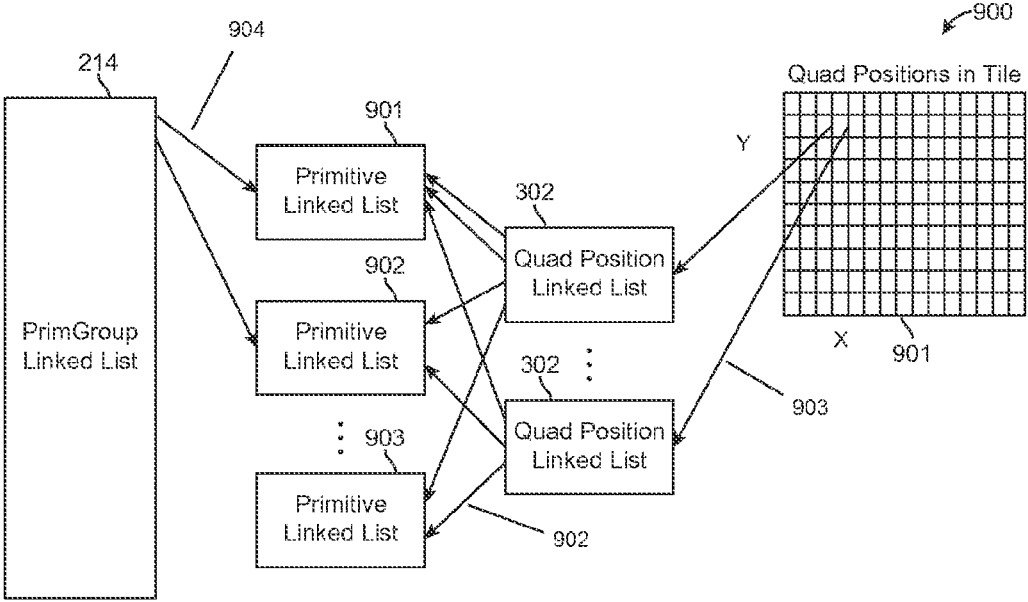 900
904
214
Quad Positions in Tile
901
Y
Primitive
Linked List
302
Quad Position
Linked List
902
X
901
PrimGroup
Linked List
Primitive
Linked List
302
903
903
Quad Position
Linked List
Primitive
Linked List
902